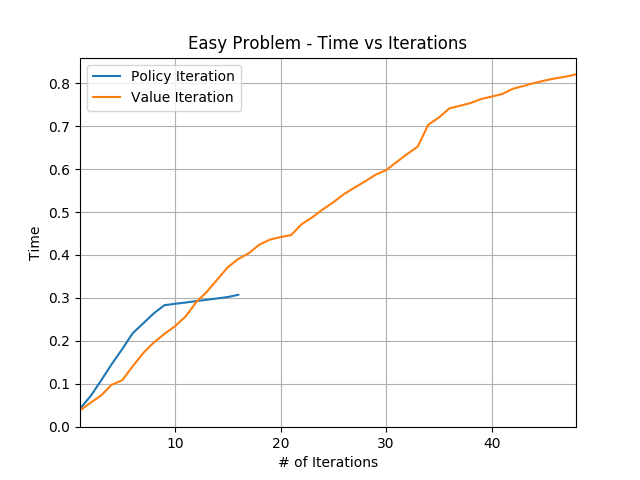 Easy Problem - Time vs Iterations
Policy Iteration
Value Iteration
0.8
0.7
0.6
0.5
0.4
0.3
0.2
0.1
0.0
Time
10 20 30 40
# of Iterations